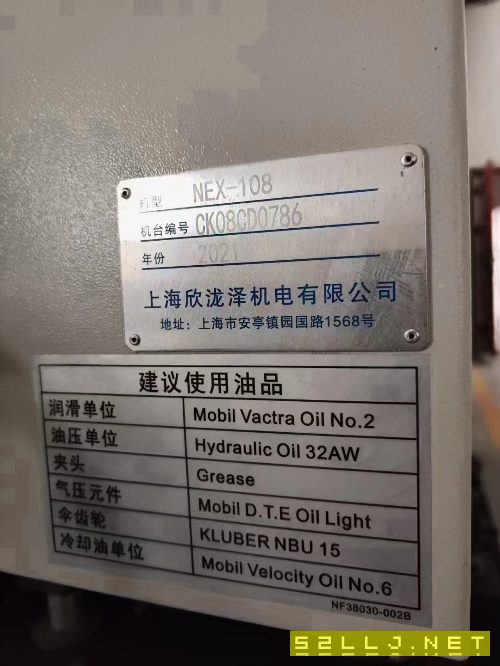 机型 NEX-108
机台编号 CK08CD0786
年份 2021
上海欣泷泽机电有限公司
地址：上海市安亭镇园国路1568号
建议使用油品
润滑单位 Mobil Vactra Oil No.2
油压单位 Hydraulic Oil 32AW
夹头 Grease
气压元件 Mobil D.T.E Oil Light
伞齿轮 KLUBER NBU 15
冷却油单位 Mobil Velocity Oil No.6
NF38030-002B
52LLJ.NET